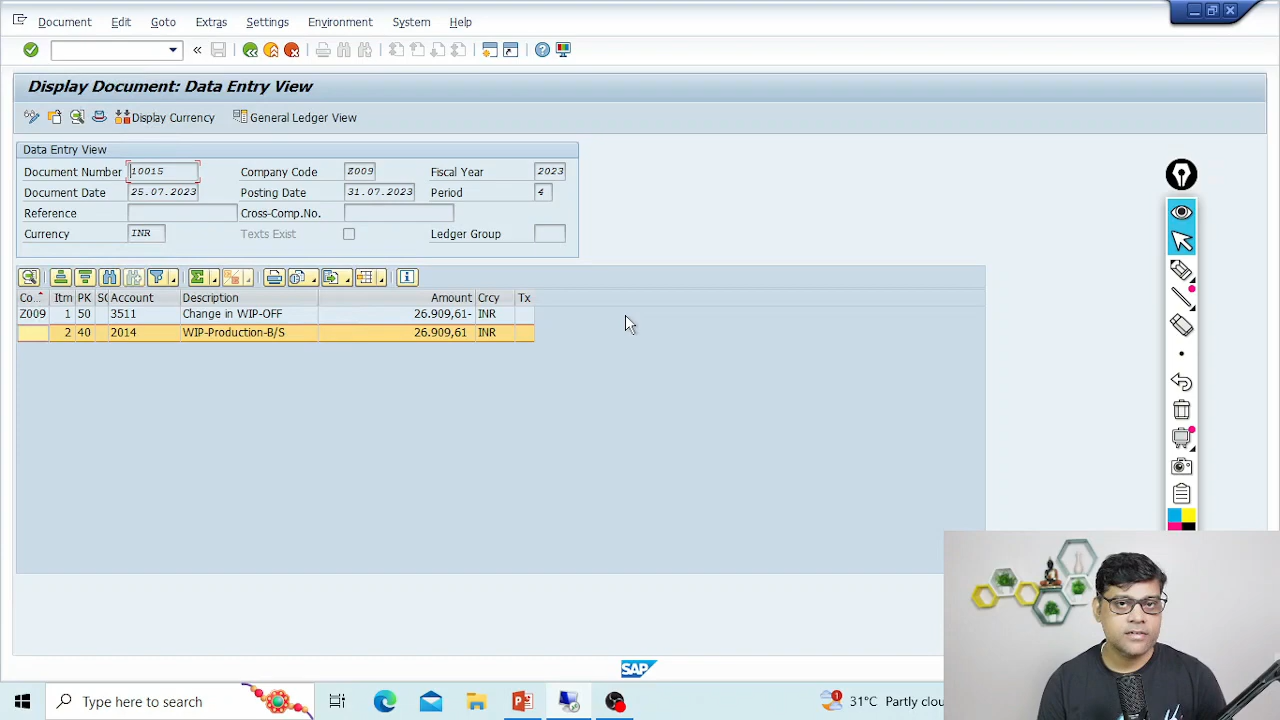 Document Edit Goto Extras Settings Environment System Help
Display Document: Data Entry View
Display Currency General Ledger View
Data Entry View
Document Number 10015 Company Code Z009 Fiscal Year 2023
Document Date 25.07.2023 Posting Date 31.07.2023 Period 4
Reference Cross-Comp.No.
Currency INR Texts Exist Ledger Group
Co Itm PK SG Account Description Amount Crcy Tx
Z009 1 50 3511 Change in WIP-OFF 26.909,61- INR
2 40 2014 WIP-Production-B/S 26.909,61 INR
SAP
Type here to search 1 31°C Partly clou